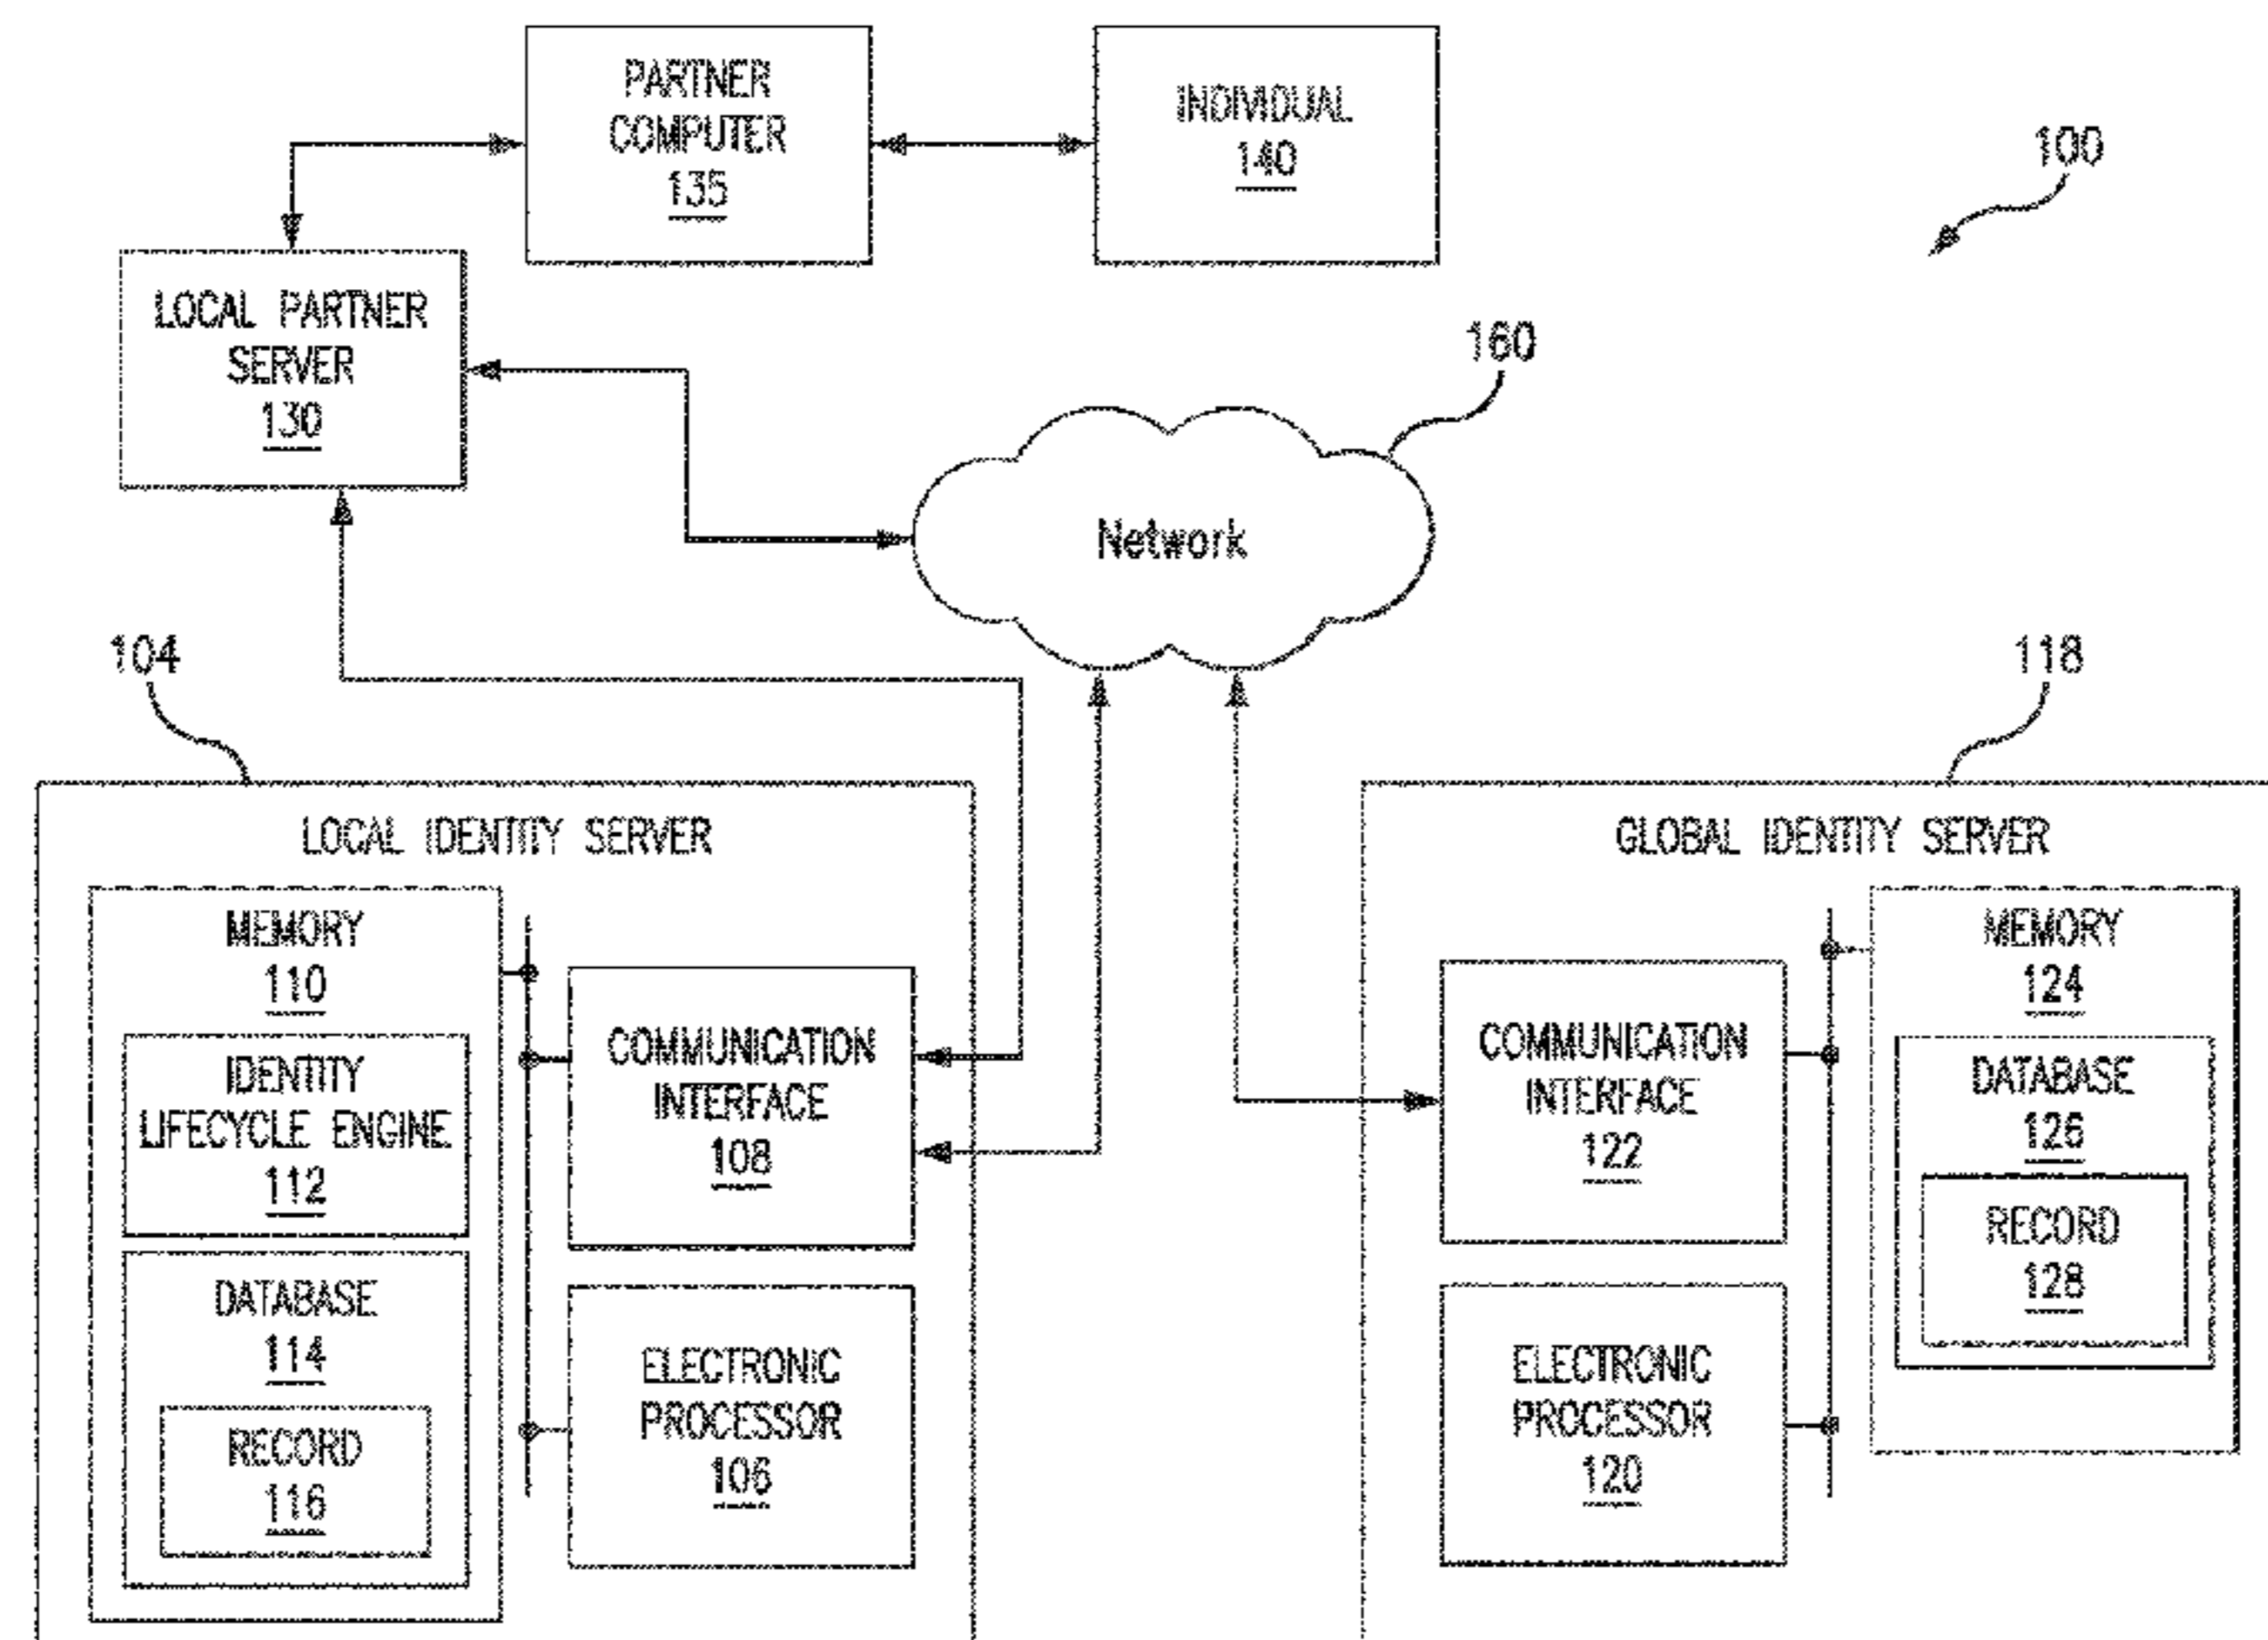 PARTNER
COMPUTER
135
INDIVIDUAL
140
100
LOCAL PARTNER
SERVER
130
160
Network
104
118
LOCAL IDENTITY SERVER
MEMORY
110
IDENTITY
LIFECYCLE ENGINE
112
DATABASE
114
RECORD
116
COMMUNICATION
INTERFACE
108
ELECTRONIC
PROCESSOR
106
GLOBAL IDENTITY SERVER
COMMUNICATION
INTERFACE
122
ELECTRONIC
PROCESSOR
120
MEMORY
124
DATABASE
126
RECORD
128